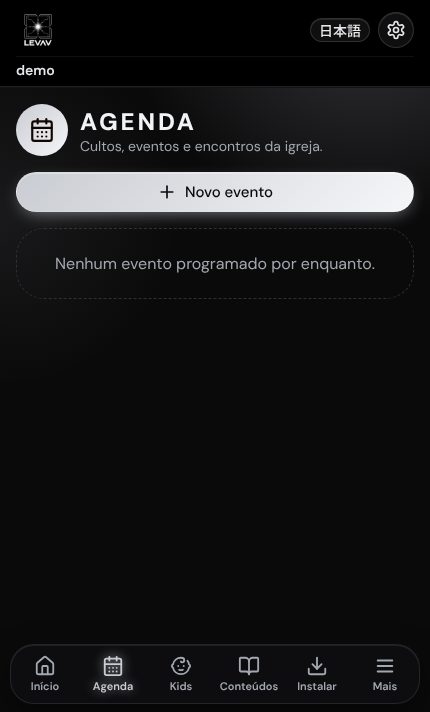 LEVAV
日本語
demo
AGENDA
Cultos, eventos e encontros da igreja.
Novo evento
Nenhum evento programado por enquanto.
Início
Agenda
Kids
Conteúdos
Instalar
Mais